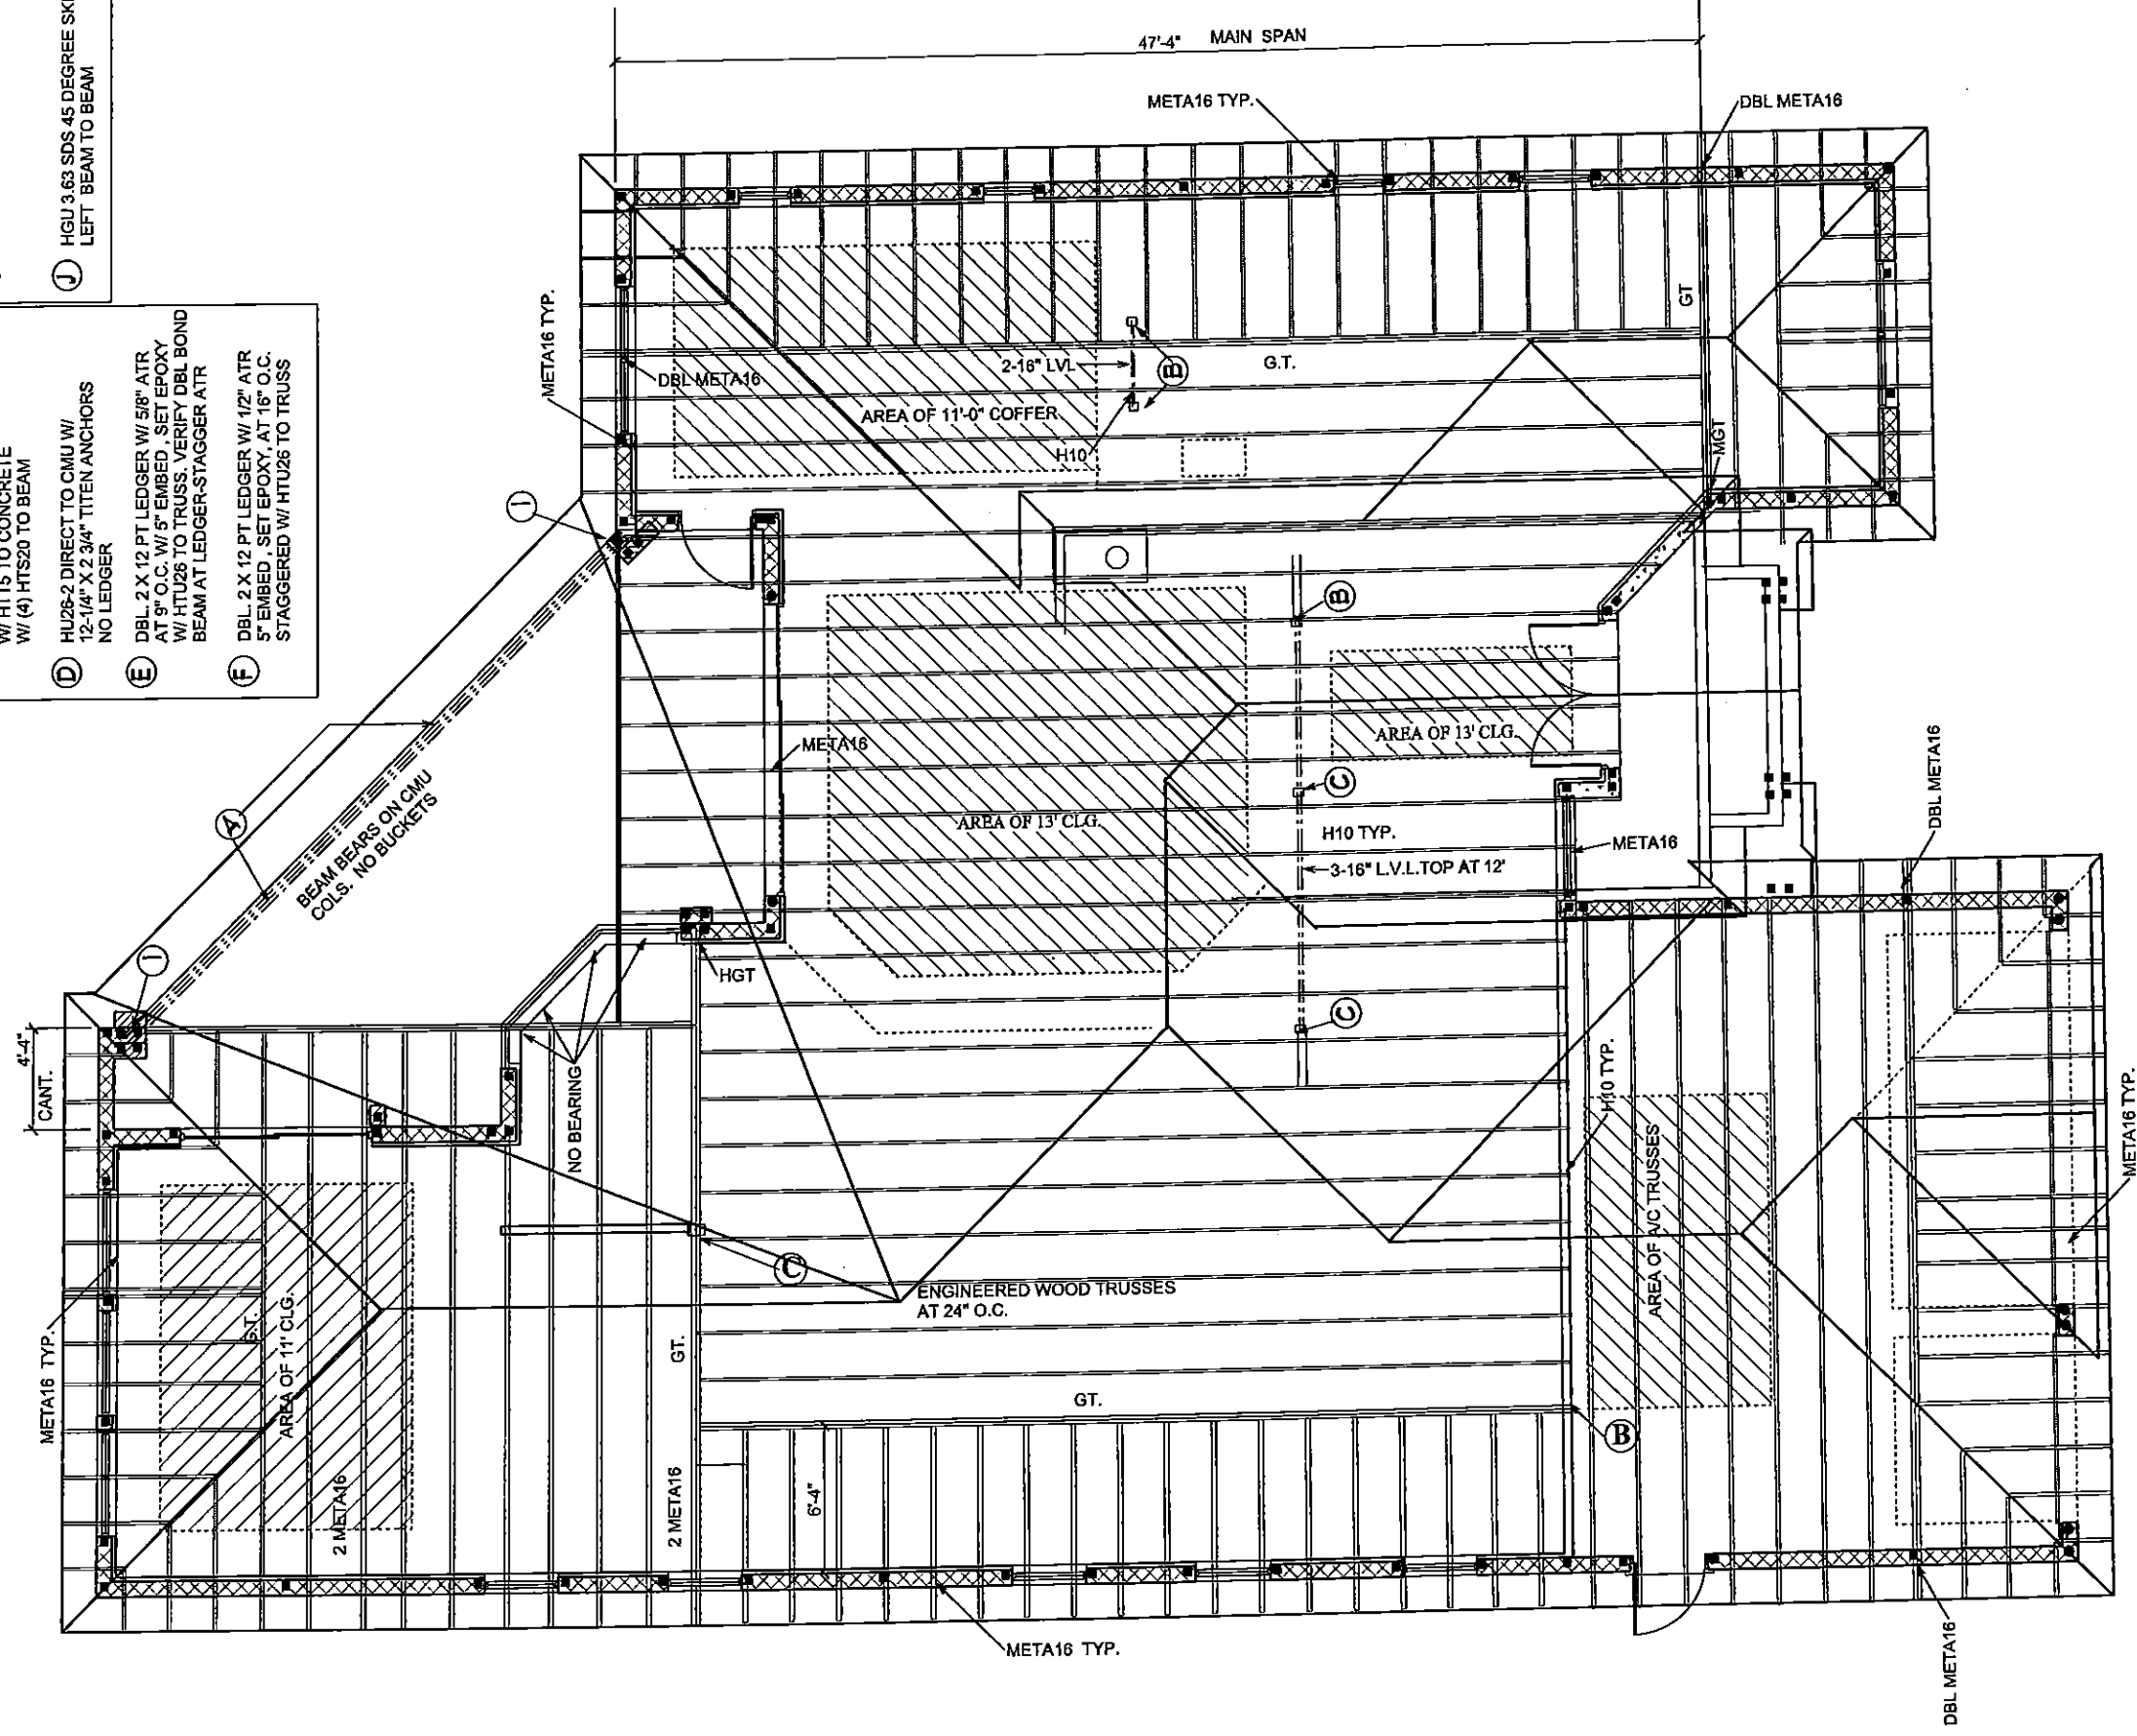 W/ HTT5 TO CONCRETE
W/ (4) HTS20 TO BEAM
D HU26-2 DIRECT TO CMU W/
12-1/4" X 2 3/4" TITEN ANCHORS
NO LEDGER
E DBL. 2 X 12 PT LEDGER W/ 5/8" ATR
AT 9" O.C. W/ 5" EMBED , SET EPOXY
W/ HTU26 TO TRUSS. VERIFY DBL BOND
BEAM AT LEDGER-STAGGER ATR
F DBL. 2 X 12 PT LEDGER W/ 1/2" ATR
5" EMBED , SET EPOXY, AT 16" O.C.
STAGGERED W/ HTU26 TO TRUSS
J HGU 3.63 SDS 45 DEGREE
LEFT BEAM TO BEAM
47'-4" MAIN SPAN
META16 TYP.
DBL META16
META16 TYP.
DBL META16
2-16" LVL
B
G.T.
GT
AREA OF 11'-0" COFFER
H10
MGT
I
A
BEAM BEARS ON CMU
COLS. NO BUCKETS
I
4'-4"
CANT.
META16
B
AREA OF 13' CLG.
AREA OF 13' CLG.
C
H10 TYP.
3-16" L.V.L.TOP AT 12'
META16
DBL META16
HGT
C
NO BEARING
H10 TYP.
META16 TYP.
AREA OF 11' CLG.
G.T.
C
ENGINEERED WOOD TRUSSES
AT 24" O.C.
AREA OF A/C TRUSSES
META16 TYP.
GT.
GT.
B
2 META16
2 META16
6'-4"
META16 TYP.
DBL META16